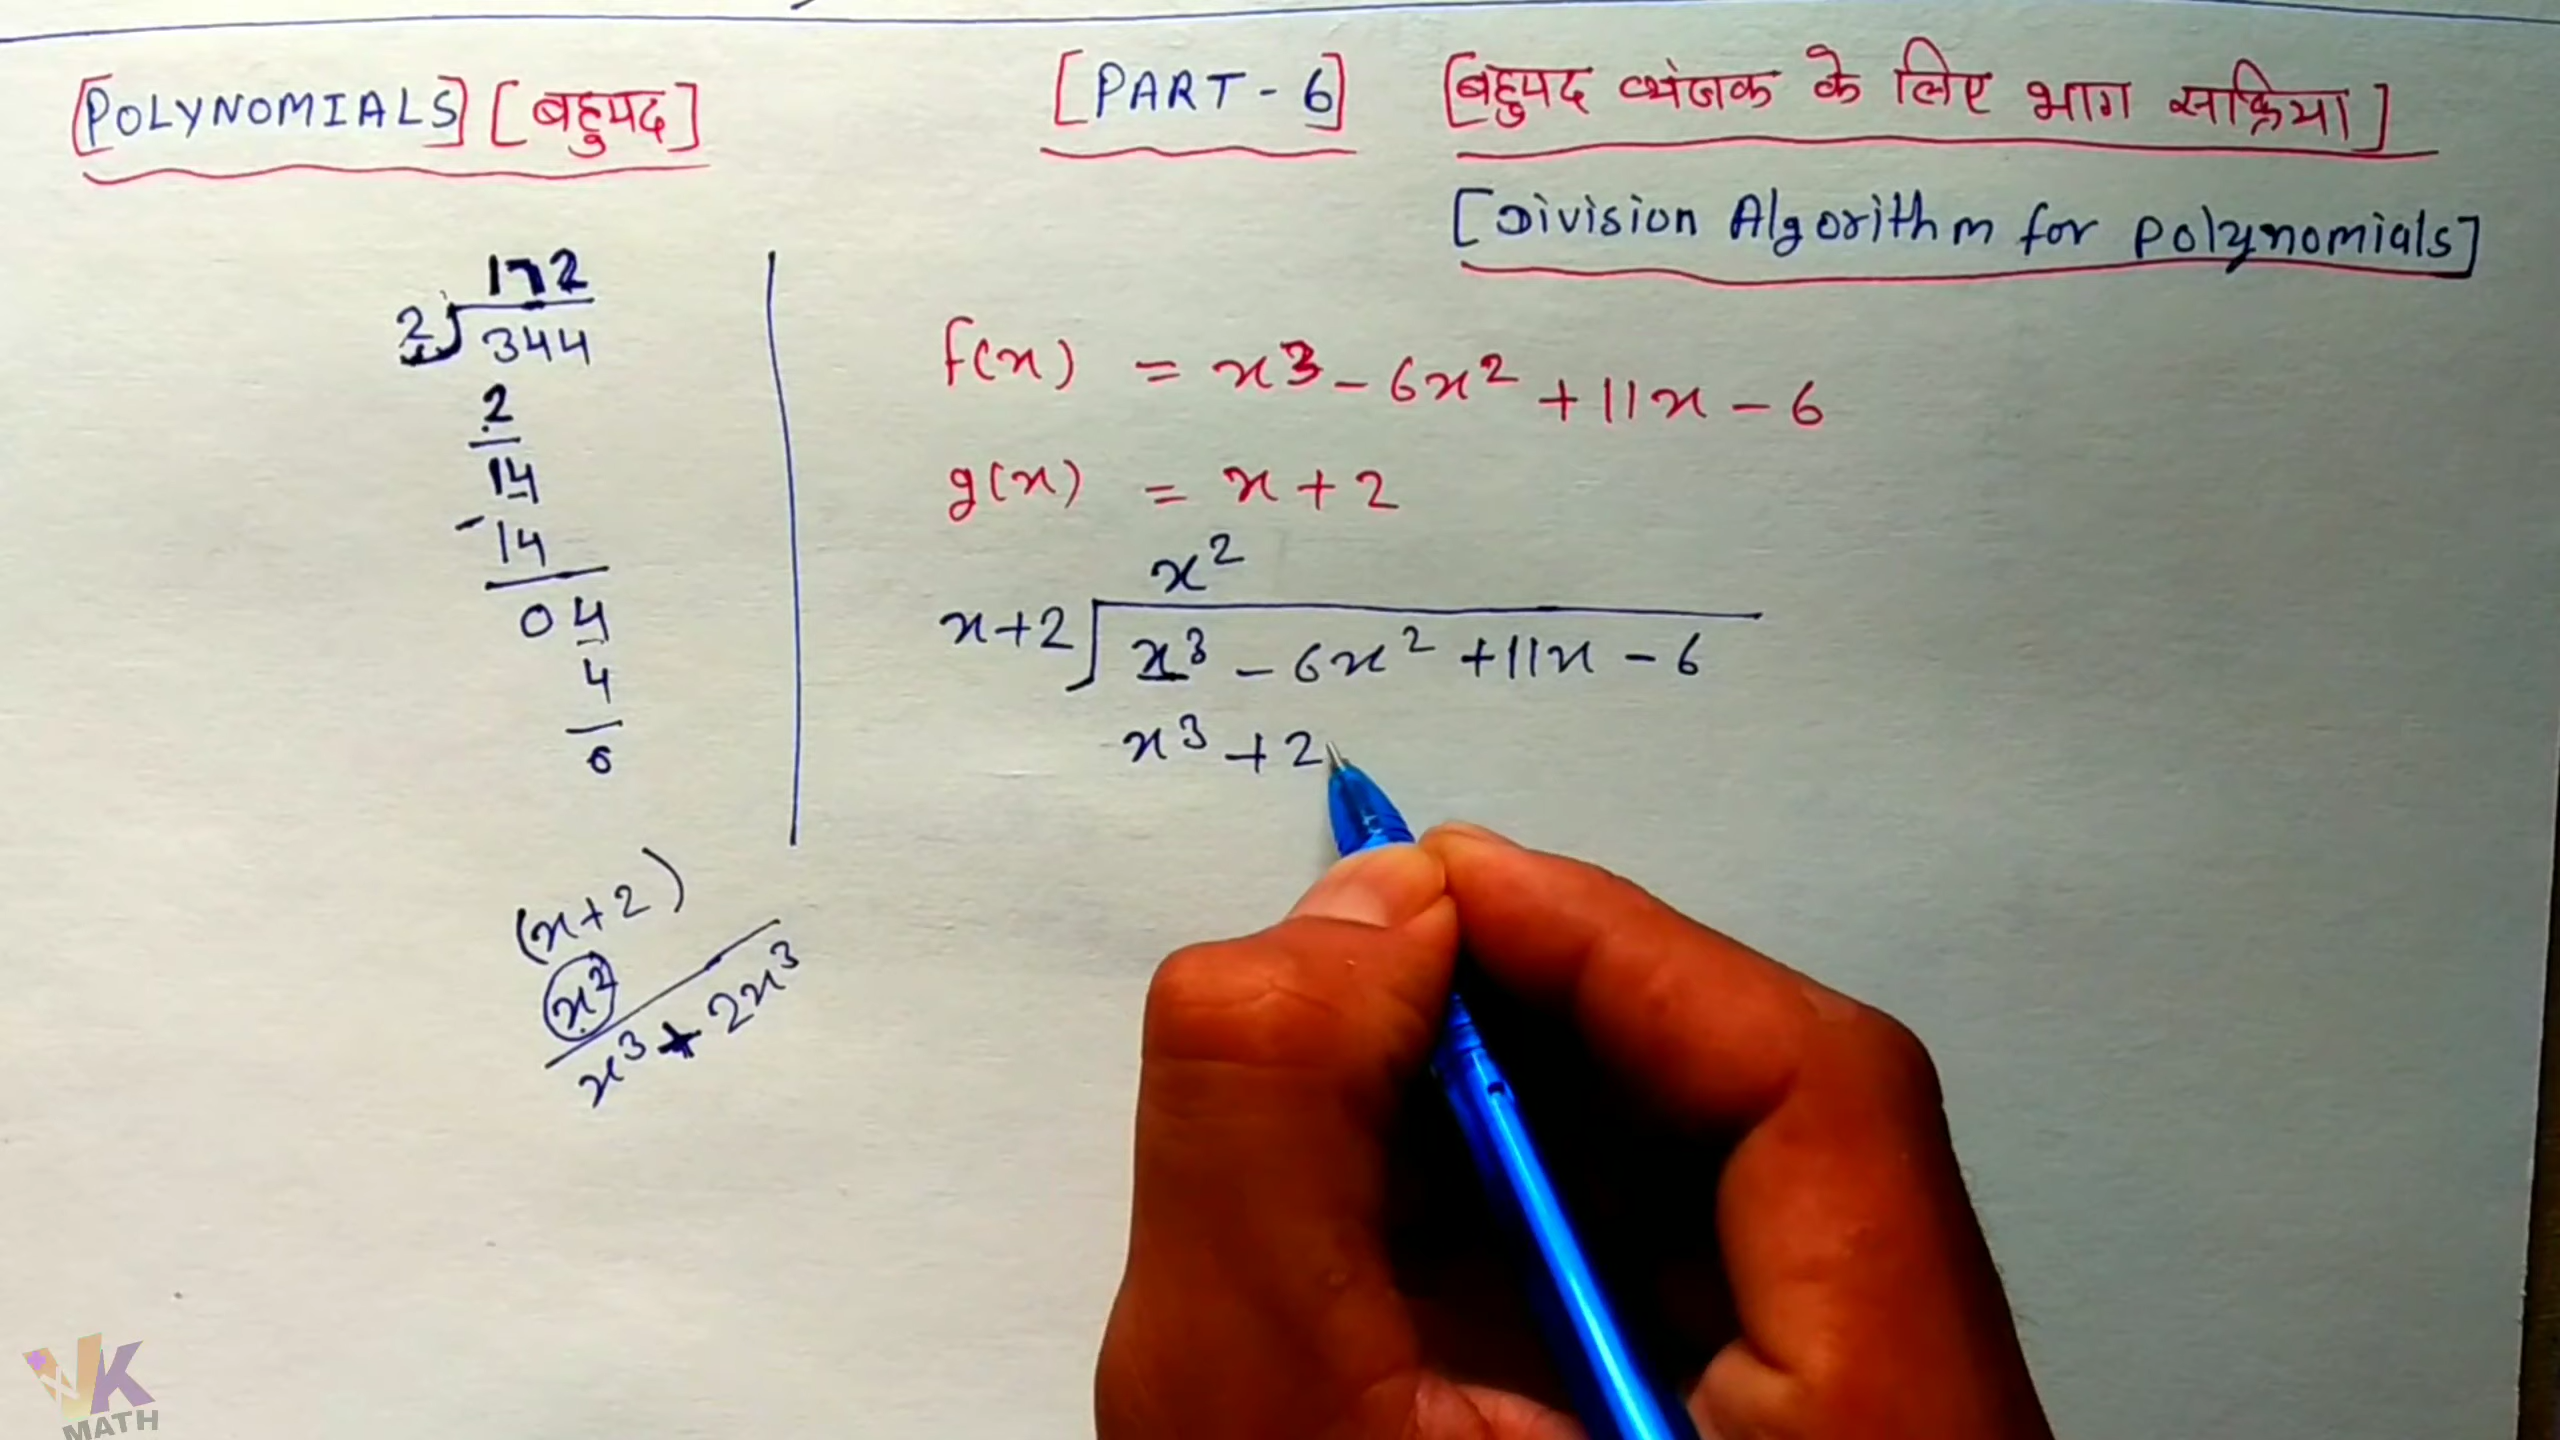 [POLYNOMIALS] [बहुपद]
[PART - 6]
[बहुपद व्यंजक के लिए भाग सक्रिया]
[Division Algorithm for polynomials]
172
2 344
2
14
- 14
04
4
0
(x+2)
x²
x³ + 2x³
f(x) = x³ - 6x² + 11x - 6
g(x) = x + 2
x²
x+2 x³ - 6x² + 11x - 6
x³ + 2
VK
MATH